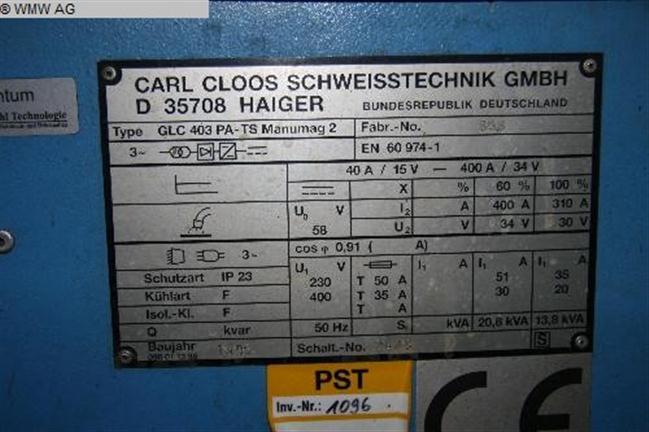 ® WMW AG
ntum
hl Technologie
CARL CLOOS SCHWEISSTECHNIK GMBH
D 35708 HAIGER BUNDESREPUBLIK DEUTSCHLAND
Type GLC 403 PA-TS Manumag 2 Fabr.-No.
3~ EN 60 974-1
40 A / 15 V — 400 A / 34 V
X % 60 % 100 %
U₀ V I₂ A 400 A 310 A
58 U₂ V 34 V 30 V
3~ cos φ 0,91 ( A)
U₁ V I₁ A I₁ A I₁ A
Schutzart IP 23 230 T 50 A 51 35
Kühlart F 400 T 35 A 30 20
Isol.-Kl. F T A
Q kvar 50 Hz S₁ kVA 20,6 kVA 13,8 kVA
Baujahr Schalt.-No. S
PST
Inv.-Nr.: 1096
CE